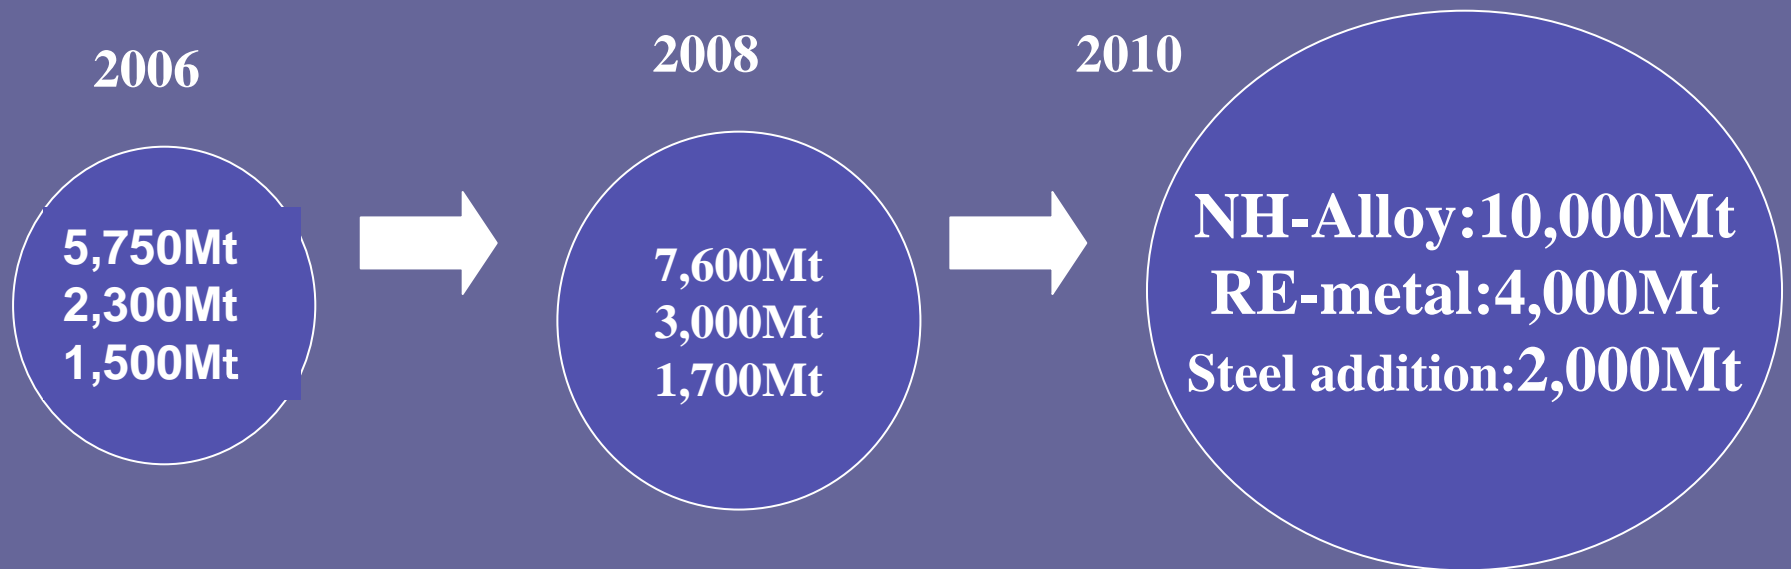 2006
5,750Mt
2,300Mt
1,500Mt
2008
7,600Mt
3,000Mt
1,700Mt
2010
NH-Alloy:10,000Mt
RE-metal:4,000Mt
Steel addition:2,000Mt